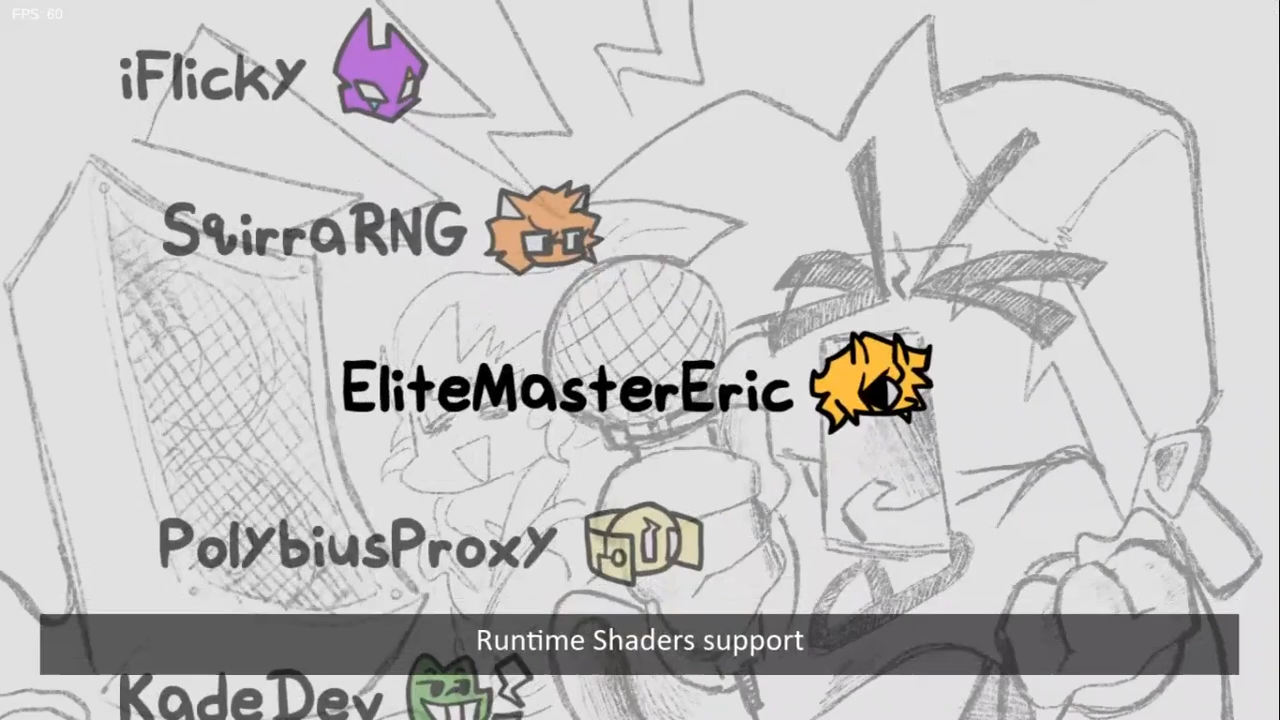 FPS: 60
iFlicky
SqirraRNG
EliteMasterEric
PolybiusProxy
Runtime Shaders support
KadeDev